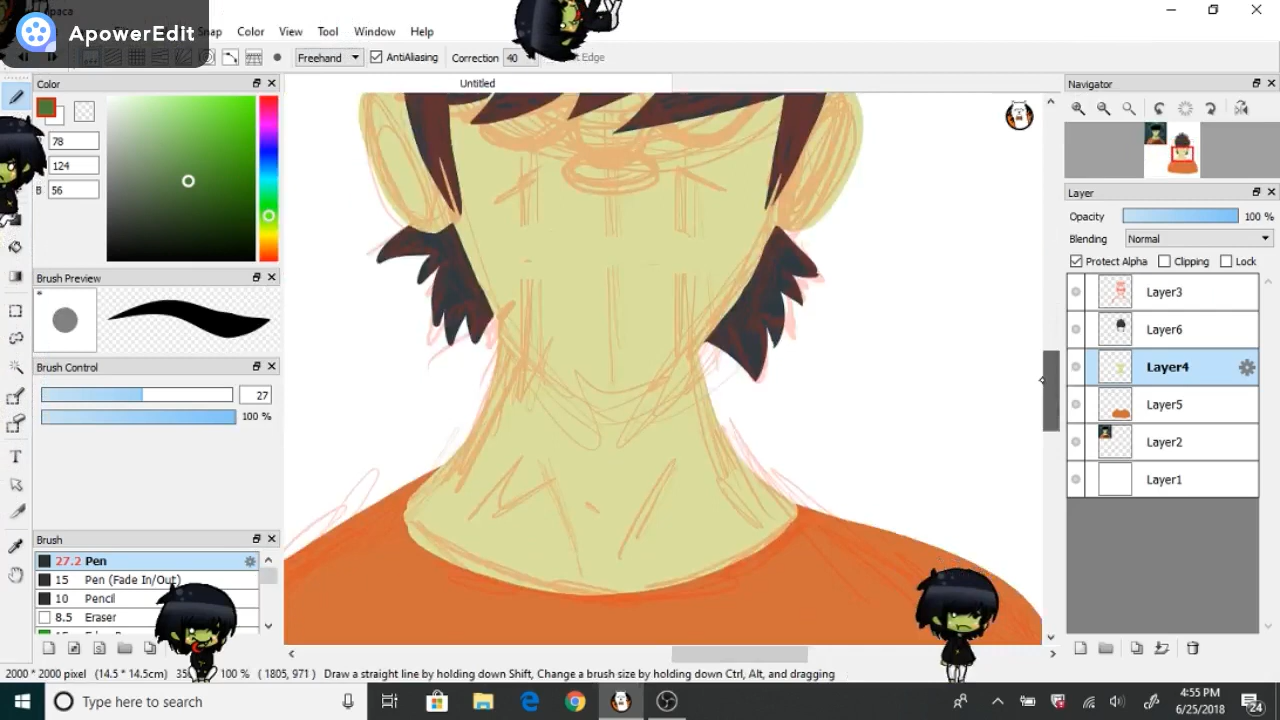 paca
ApowerEdit
Snap Color View Tool Window Help
Freehand AntiAliasing Correction 40 Edge
Color
Untitled
Navigator
78
124
B 56
Layer
Opacity 100 %
Blending Normal
Protect Alpha Clipping Lock
Brush Preview
Layer3
Layer6
Layer4
Layer5
Layer2
Layer1
Brush Control
27
100 %
Brush
27.2 Pen
15 Pen (Fade In/Out)
10 Pencil
8.5 Eraser
2000 * 2000 pixel (14.5 * 14.5cm) 35 100 % (1805, 971) Draw a straight line by holding down Shift, Change a brush size by holding down Ctrl, Alt, and dragging
Type here to search
4:55 PM
6/25/2018
24